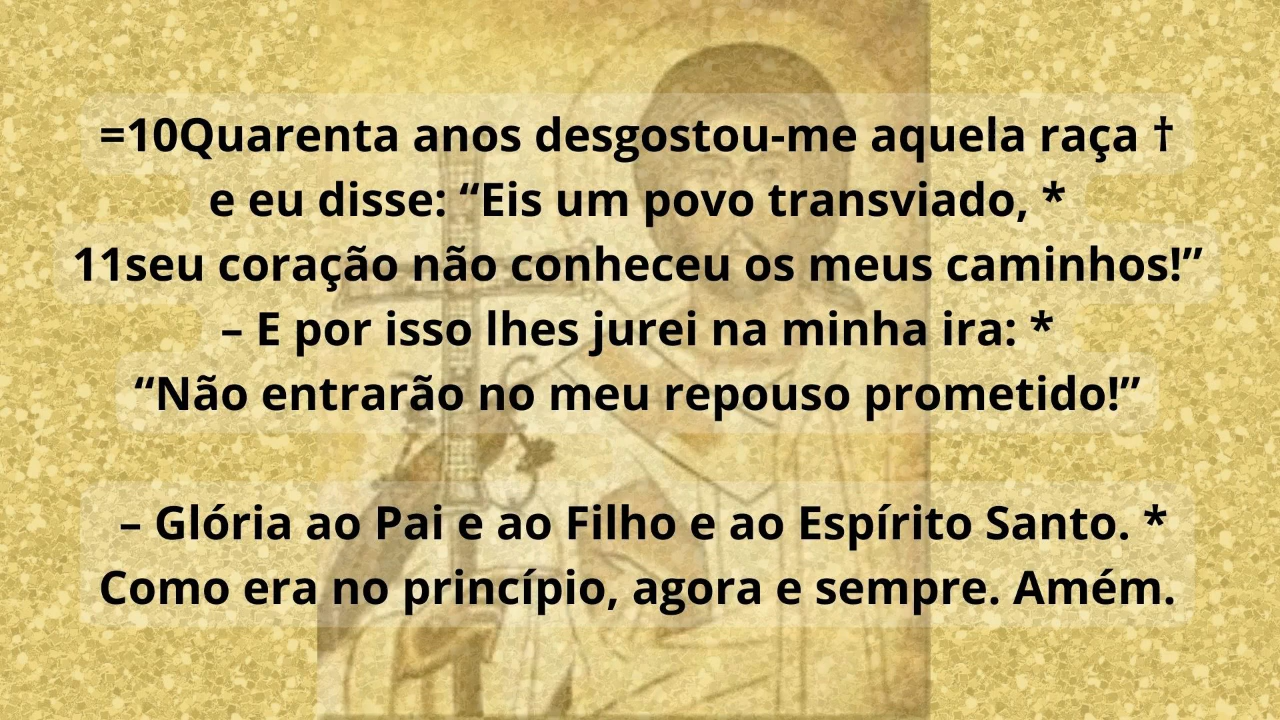 =10Quarenta anos desgostou-me aquela raça †
e eu disse: “Eis um povo transviado, *
11seu coração não conheceu os meus caminhos!”
– E por isso lhes jurei na minha ira: *
“Não entrarão no meu repouso prometido!”
– Glória ao Pai e ao Filho e ao Espírito Santo. *
Como era no princípio, agora e sempre. Amém.